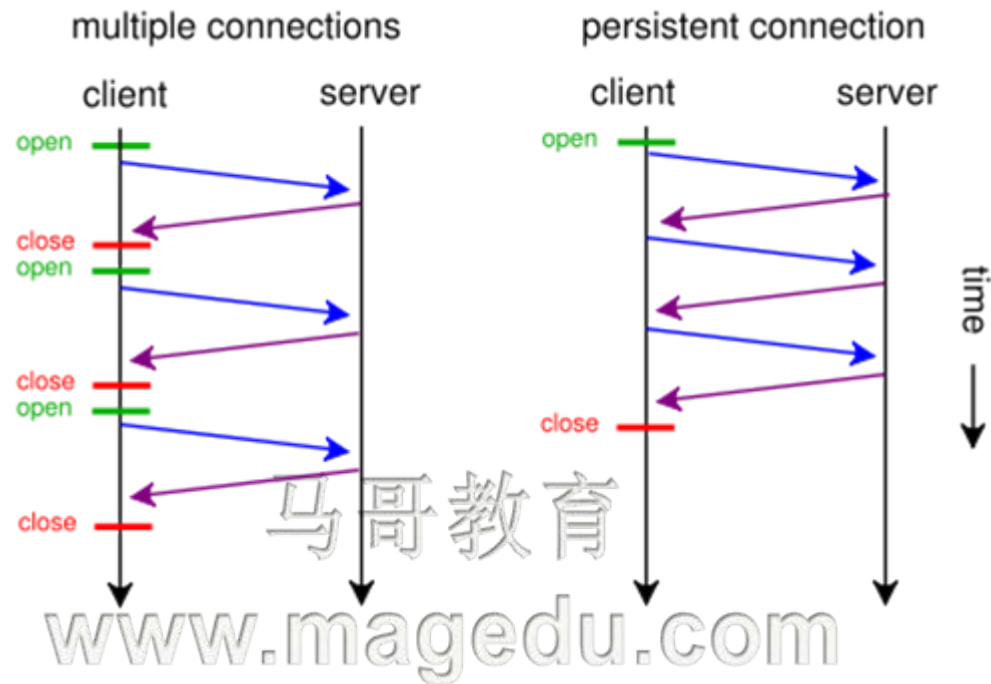 multiple connections
persistent connection
client
server
client
server
open
close
open
close
open
close
open
close
time
马哥教育
www.magedu.com